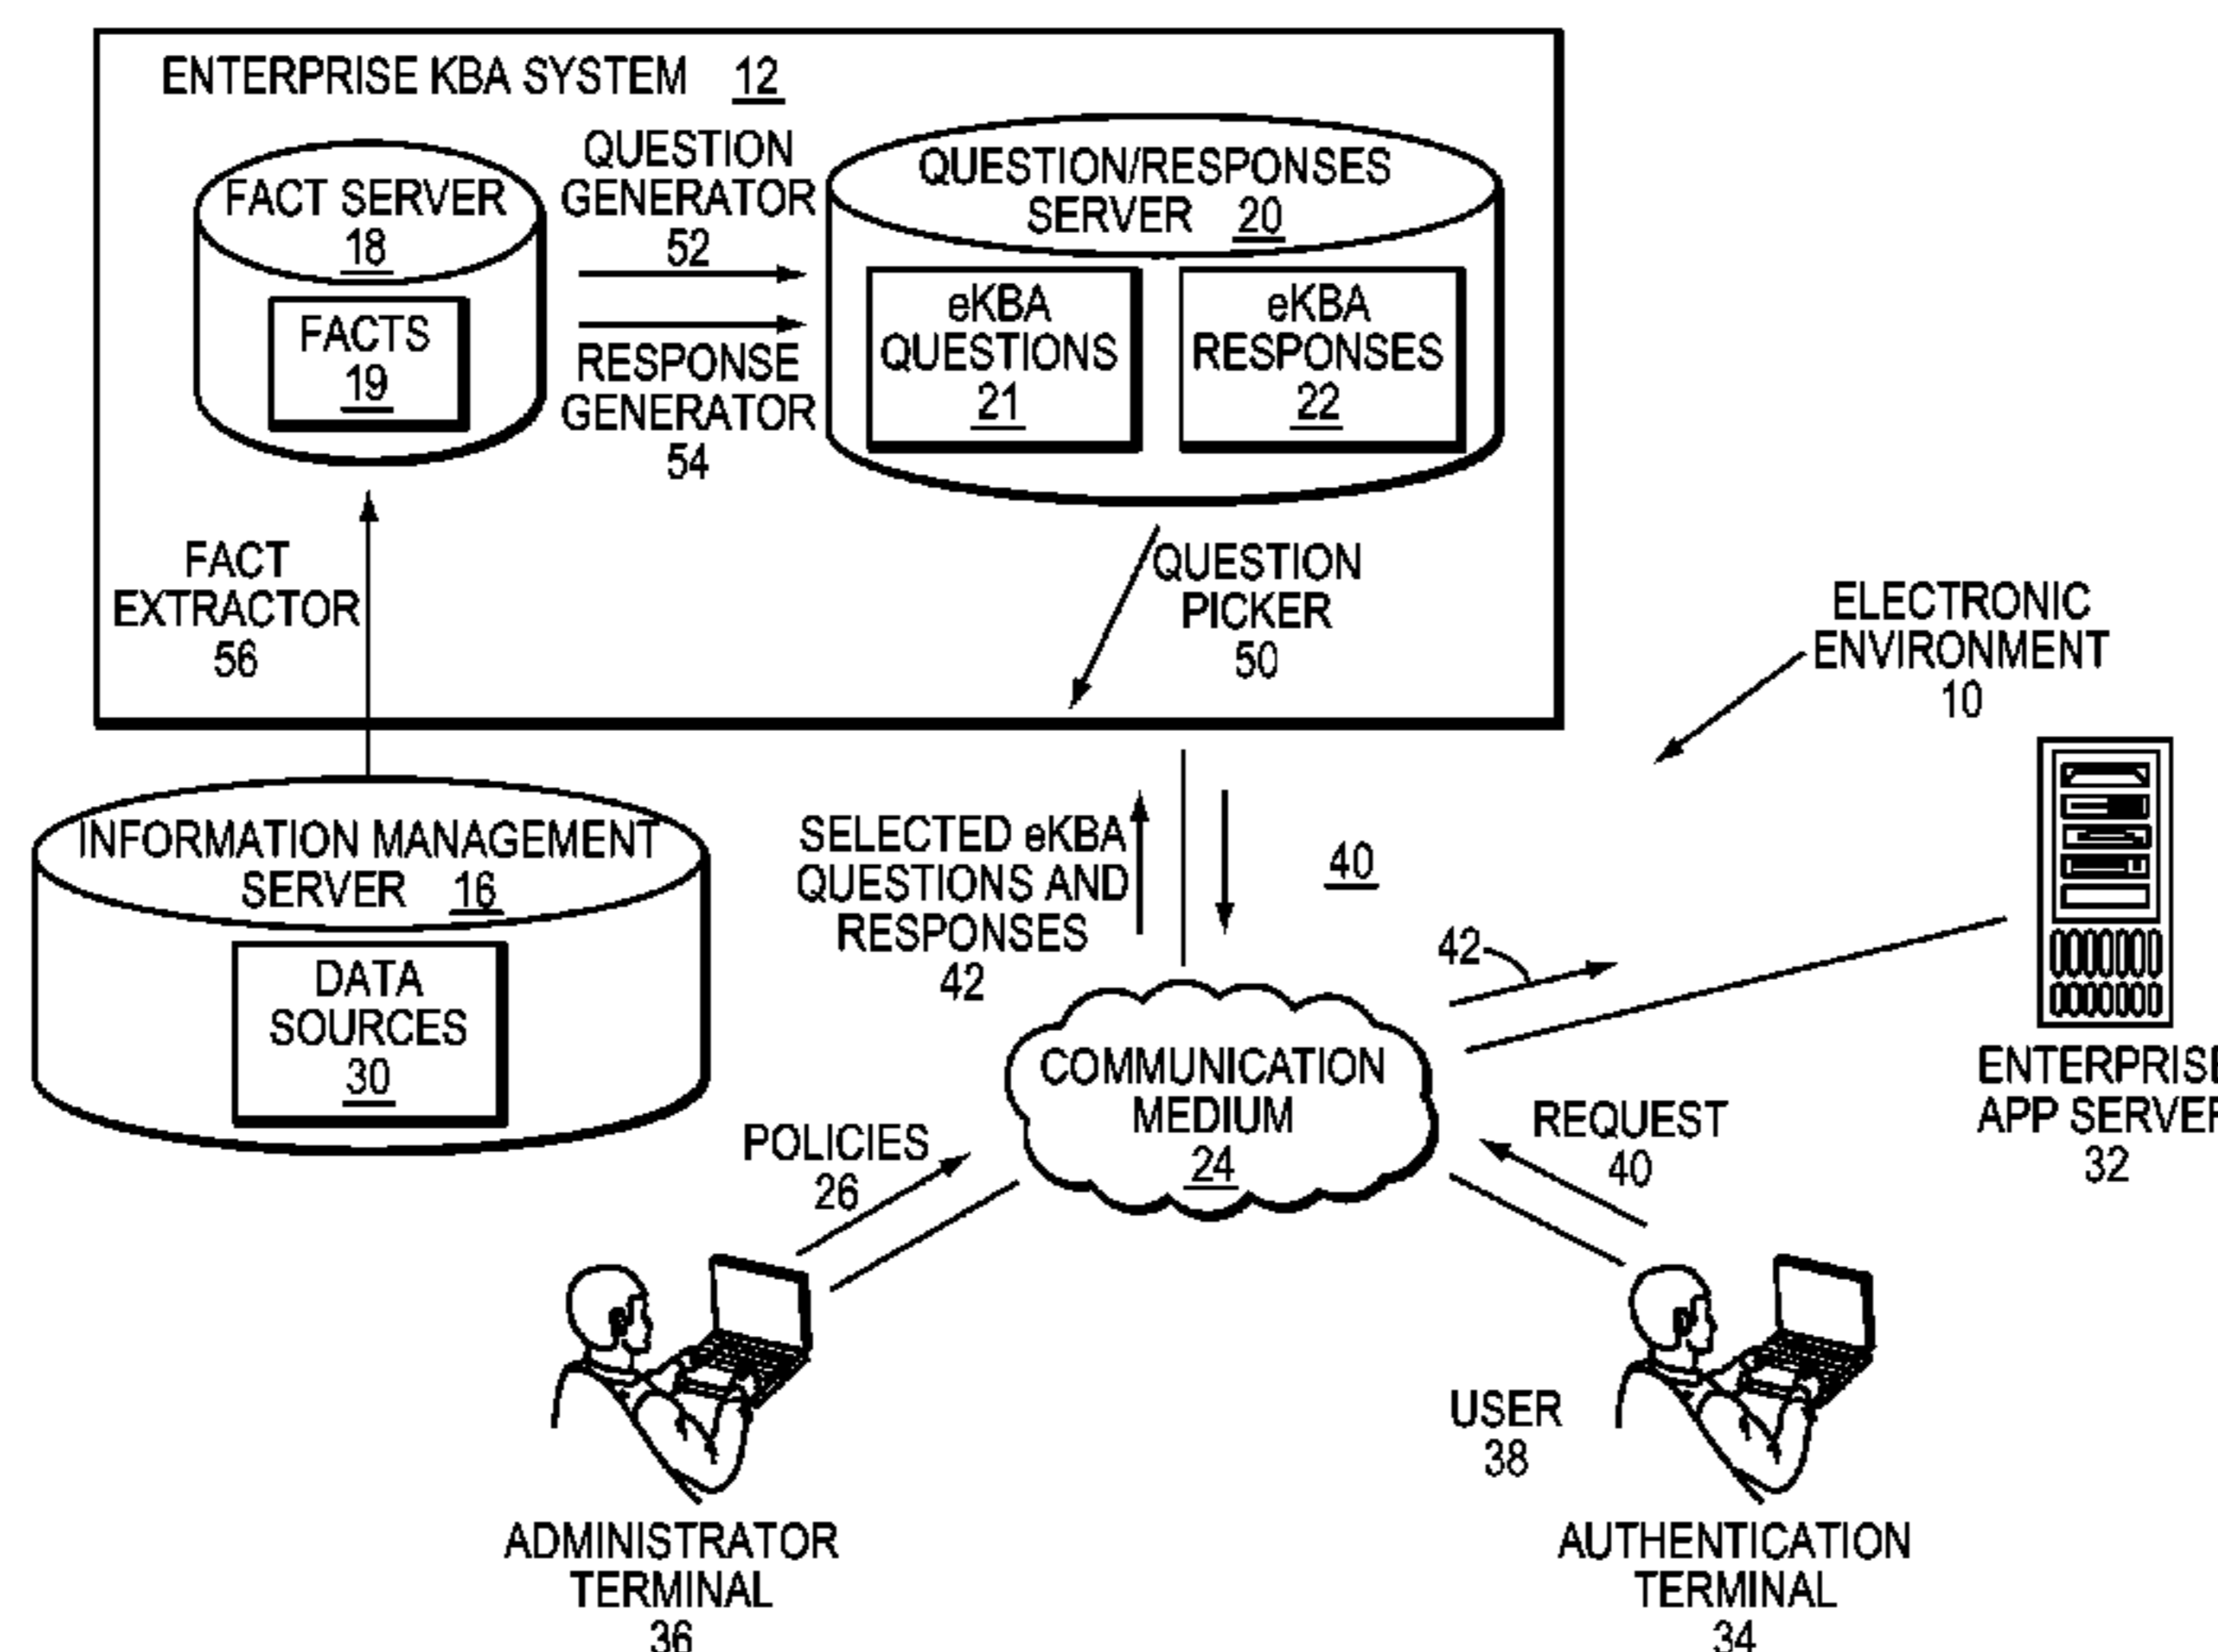 ENTERPRISE KBA SYSTEM 12
FACT SERVER
18
FACTS
19
QUESTION
GENERATOR
52
RESPONSE
GENERATOR
54
QUESTION/RESPONSES
SERVER 20
eKBA
QUESTIONS
21
eKBA
RESPONSES
22
FACT
EXTRACTOR
56
QUESTION
PICKER
50
ELECTRONIC
ENVIRONMENT
10
INFORMATION MANAGEMENT
SERVER 16
DATA
SOURCES
30
SELECTED eKBA
QUESTIONS AND
RESPONSES
42
40
42
ENTERPRISE
APP SERVER
32
COMMUNICATION
MEDIUM
24
POLICIES
26
REQUEST
40
USER
38
ADMINISTRATOR
TERMINAL
36
AUTHENTICATION
TERMINAL
34